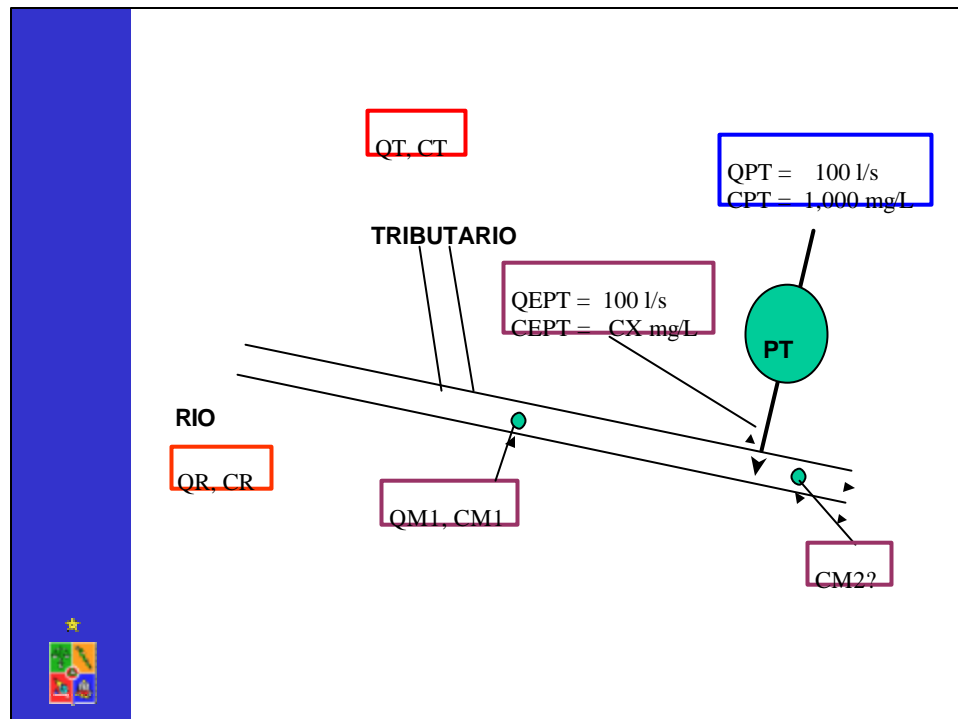 QT, CT
QPT = 100 l/s
CPT = 1,000 mg/L
TRIBUTARIO
QEPT = 100 l/s
CEPT = CX mg/L
PT
RIO
QR, CR
QM1, CM1
CM2?